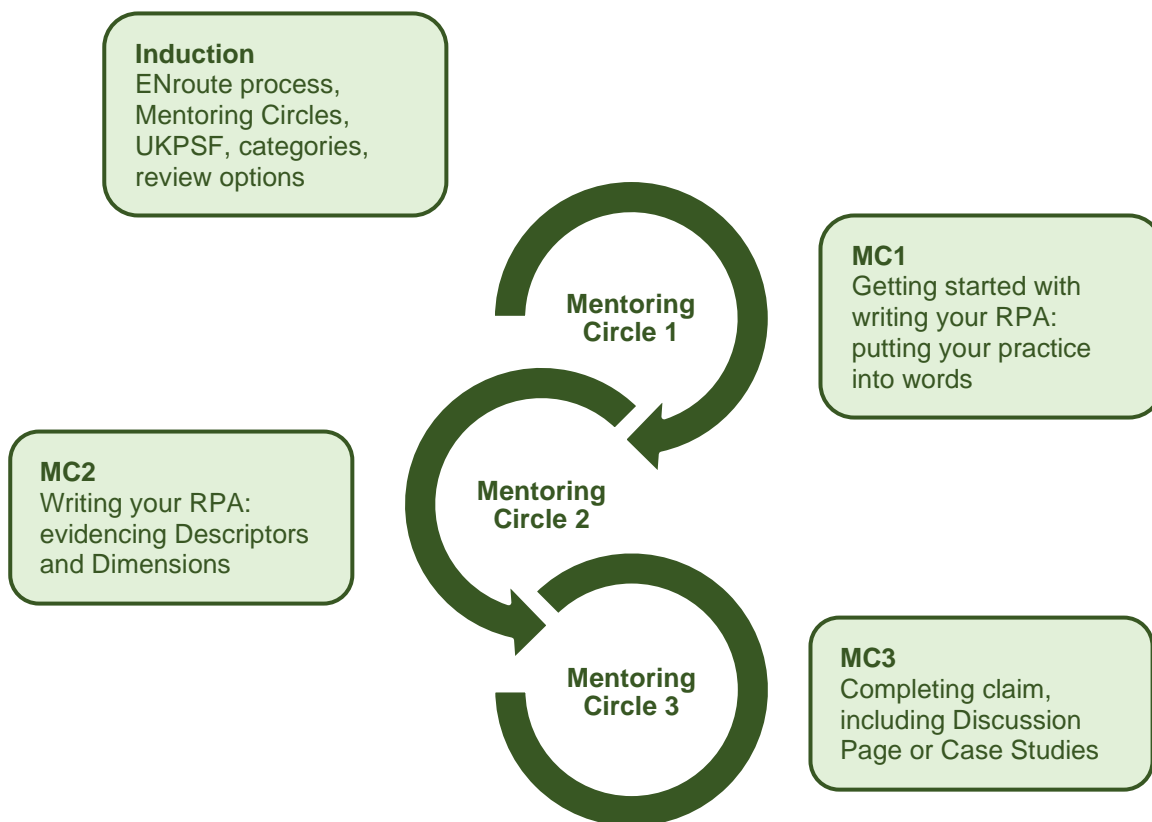 Induction
ENroute process,
Mentoring Circles,
UKPSF, categories,
review options
Mentoring
Circle 1
MC1
Getting started with
writing your RPA:
putting your practice
into words
MC2
Writing your RPA:
evidencing Descriptors
and Dimensions
Mentoring
Circle 2
Mentoring
Circle 3
MC3
Completing claim,
including Discussion
Page or Case Studies